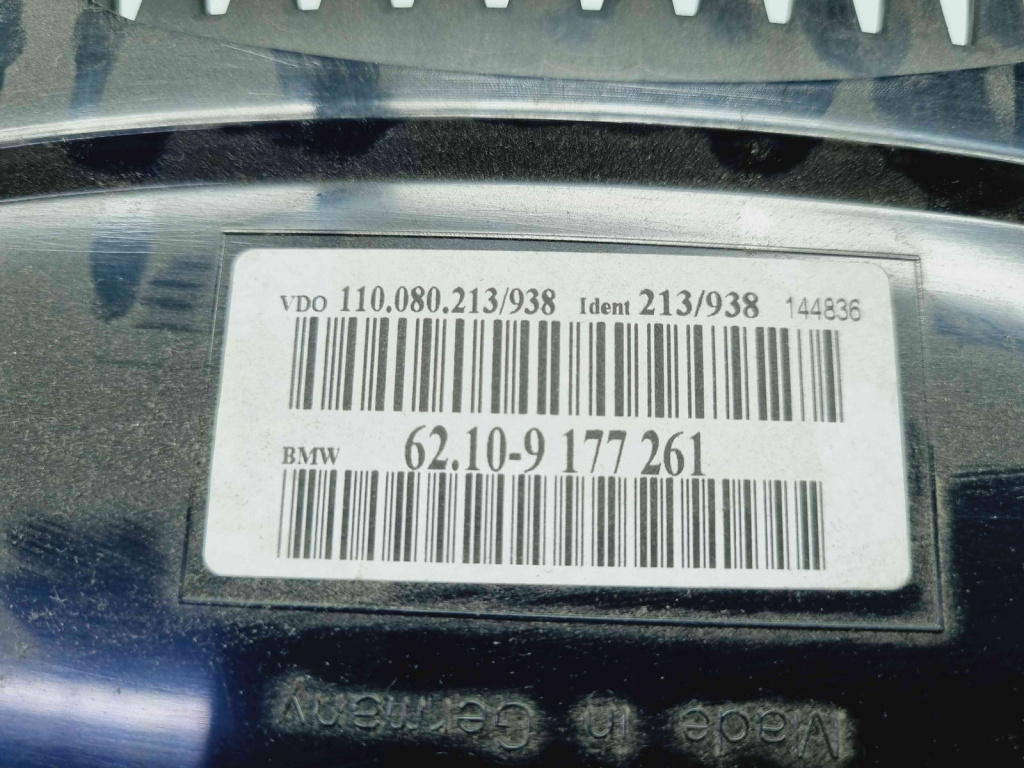 VDO 110.080.213/938 Ident 213/938 144836
BMW 62.10-9 177 261
Made in Germany